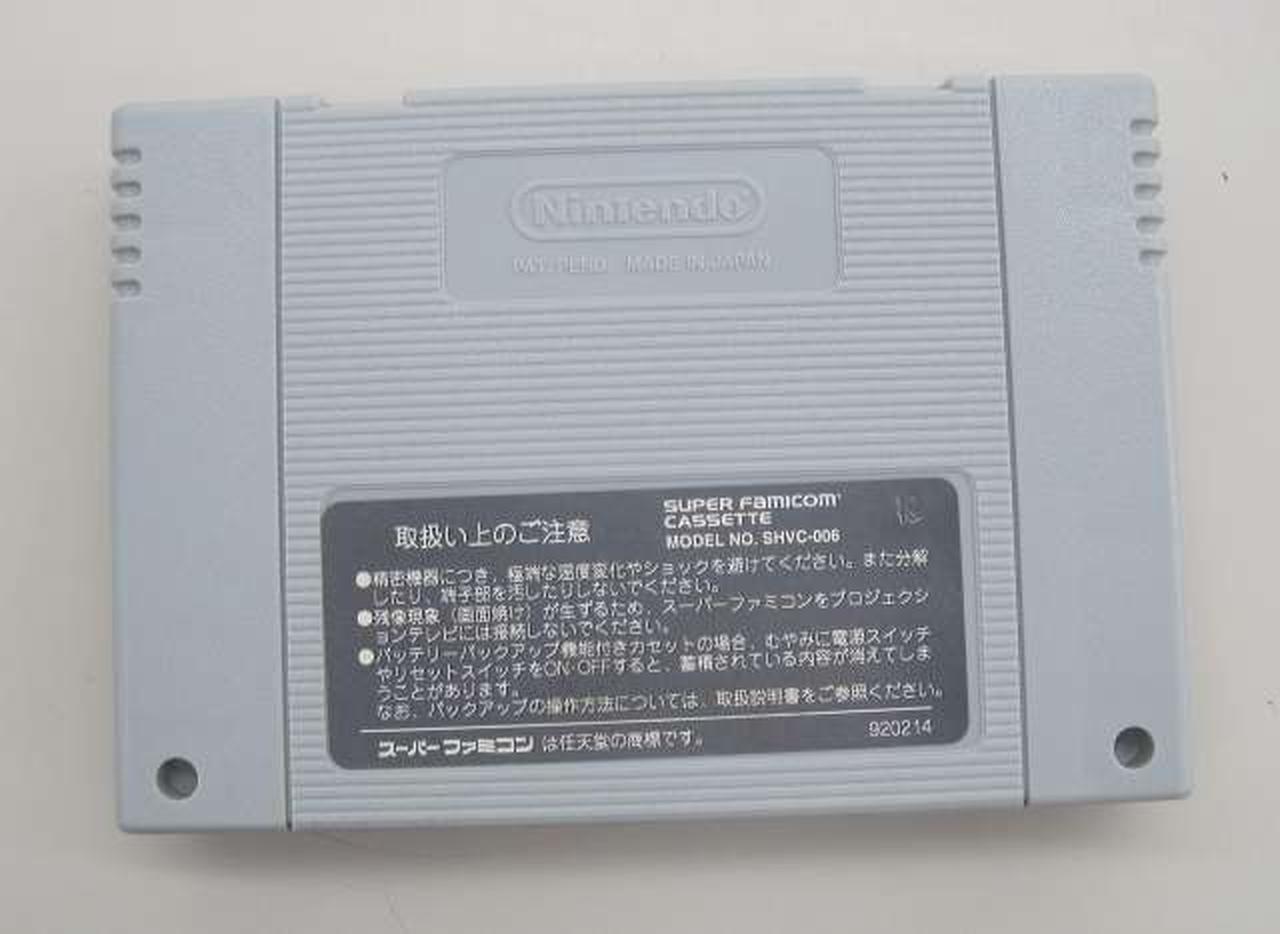 Nintendo
PAT. PEND. MADE IN JAPAN
取扱い上のご注意
SUPER FAMICOM
CASSETTE
MODEL NO. SHVC-006
●精密機器につき、極端な温度変化やショックを避けてください。また分解
したり、端子部を汚したりしないでください。
●残像現象（画面焼け）が生ずるため、スーパーファミコンをプロジェクシ
ョンテレビには接続しないでください。
●バッテリーバックアップ機能付きカセットの場合、むやみに電源スイッチ
やリセットスイッチをON・OFFすると、蓄積されている内容が消えてしま
うことがあります。
なお、バックアップの操作方法については、取扱説明書をご参照ください。
スーパーファミコン は任天堂の商標です。
920214